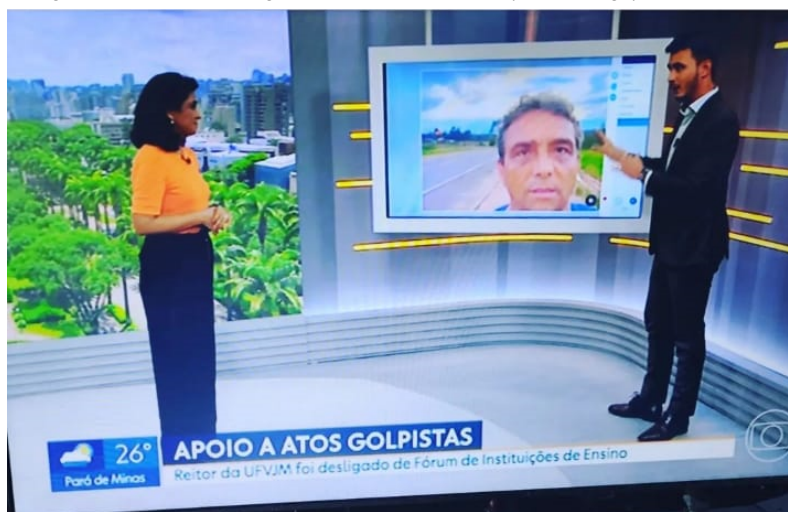 26°
Pará de Minas
APOIO A ATOS GOLPISTAS
Reitor da UFVJM foi desligado de Fórum de Instituições de Ensino